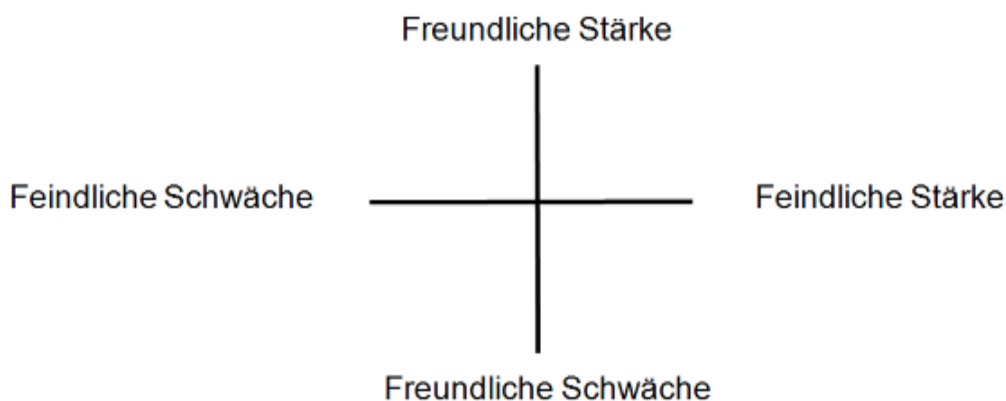 Freundliche Stärke
Feindliche Schwäche
Feindliche Stärke
Freundliche Schwäche